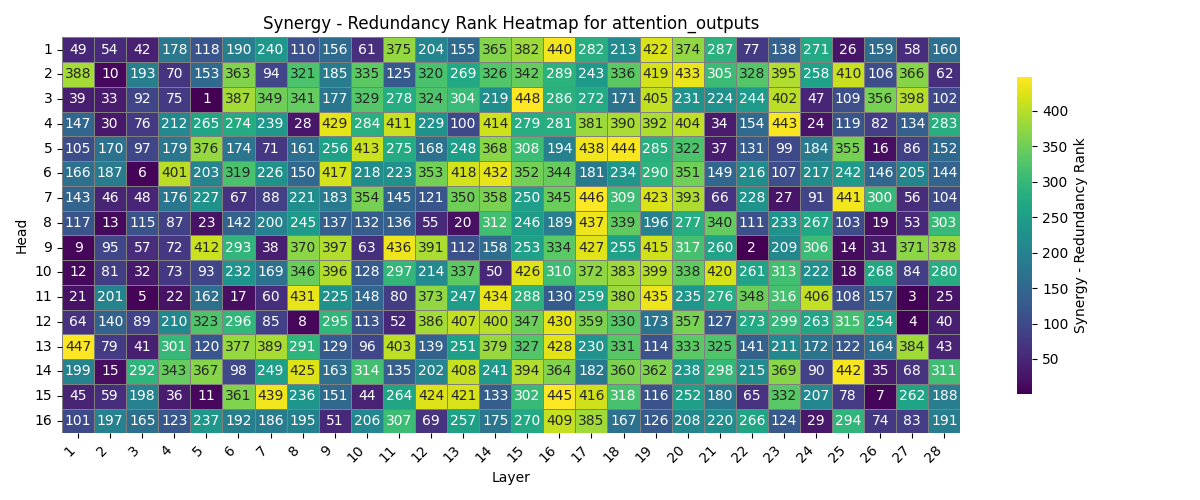 Synergy - Redundancy Rank Heatmap for attention_outputs
1 49 54 42 178 118 190 240 110 156 61 375 204 155 365 382 440 282 213 422 374 287 77 138 271 26 159 58 160
2 388 10 193 70 153 363 94 321 185 335 125 320 269 326 342 289 243 336 419 433 305 328 395 258 410 106 366 62
3 39 33 92 75 1 387 349 341 177 329 278 324 304 219 448 286 272 171 405 231 224 244 402 47 109 356 398 102
4 147 30 76 212 265 274 239 28 429 284 411 229 100 414 279 281 381 390 392 404 34 154 443 24 119 82 134 283
5 105 170 97 179 376 174 71 161 256 413 275 168 248 368 308 194 438 444 285 322 37 131 99 184 355 16 86 152
6 166 187 6 401 203 319 226 150 417 218 223 353 418 432 352 344 181 234 290 351 149 216 107 217 242 146 205 144
7 143 46 48 176 227 67 88 221 183 354 145 121 350 358 250 345 446 309 423 393 66 228 27 91 441 300 56 104
8 117 13 115 87 23 142 200 245 137 132 136 55 20 312 246 189 437 339 196 277 340 111 233 267 103 19 53 303
9 9 95 57 72 412 293 38 370 397 63 436 391 112 158 253 334 427 255 415 317 260 2 209 306 14 31 371 378
10 12 81 32 73 93 232 169 346 396 128 297 214 337 50 426 310 372 383 399 338 420 261 313 222 18 268 84 280
11 21 201 5 22 162 17 60 431 225 148 80 373 247 434 288 130 259 380 435 235 276 348 316 406 108 157 3 25
12 64 140 89 210 323 296 85 8 295 113 52 386 407 400 347 430 359 330 173 357 127 273 299 263 315 254 4 40
13 447 79 41 301 120 377 389 291 129 96 403 139 251 379 327 428 230 331 114 333 325 141 211 172 122 164 384 43
14 199 15 292 343 367 98 249 425 163 314 135 202 408 241 394 364 182 360 362 238 298 215 369 90 442 35 68 311
15 45 59 198 36 11 361 439 236 151 44 264 424 421 133 302 445 416 318 116 252 180 65 332 207 78 7 262 188
16 101 197 165 123 237 192 186 195 51 206 307 69 257 175 270 409 385 167 126 208 220 266 124 29 294 74 83 191
1 2 3 4 5 6 7 8 9 10 11 12 13 14 15 16 17 18 19 20 21 22 23 24 25 26 27 28
Layer
Head
400
350
300
250
200
150
100
50
Synergy - Redundancy Rank